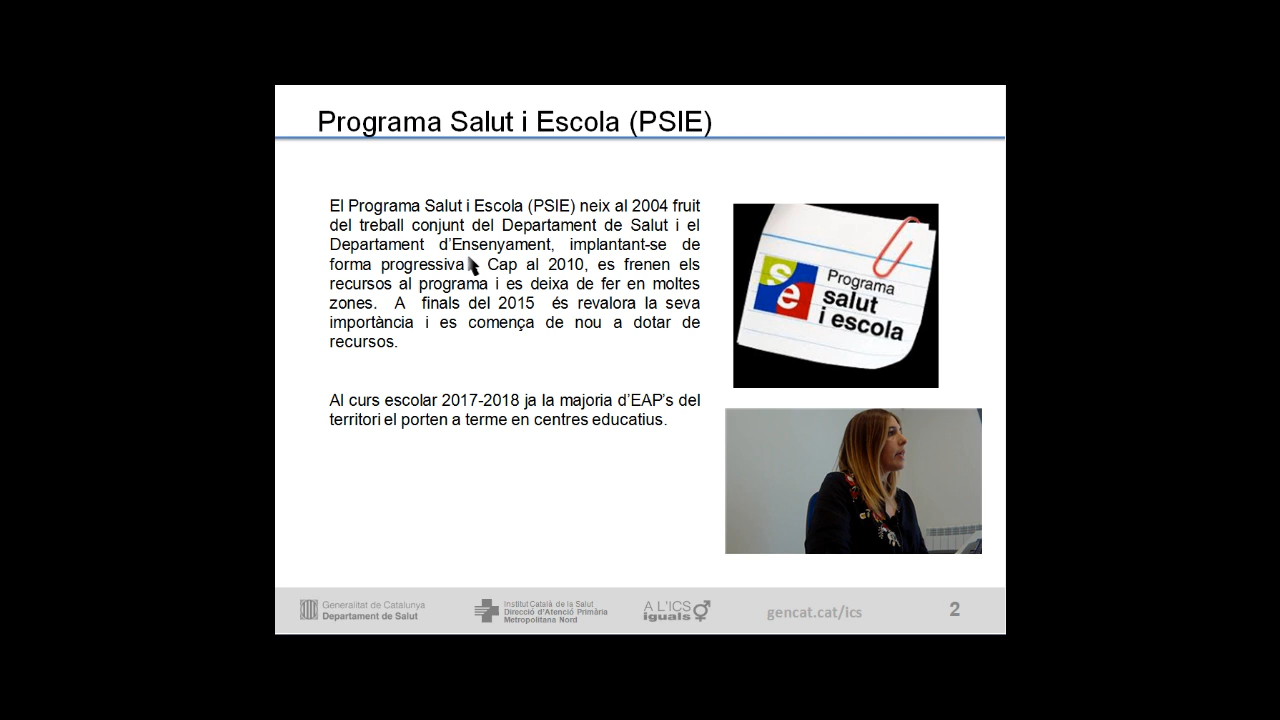 Programa Salut i Escola (PSIE)
El Programa Salut i Escola (PSIE) neix al 2004 fruit
del treball conjunt del Departament de Salut i el
Departament d’Ensenyament, implantant-se de
forma progressiva Cap al 2010, es frenen els
recursos al programa i es deixa de fer en moltes
zones. A finals del 2015 és revalora la seva
importància i es comença de nou a dotar de
recursos.
Al curs escolar 2017-2018 ja la majoria d’EAP’s del
territori el porten a terme en centres educatius.
se
Programa
salut
i escola
Generalitat de Catalunya
Departament de Salut
Institut Català de la Salut
Direcció d'Atenció Primària
Metropolitana Nord
A L'ICS
iguals
gencat.cat/ics
2